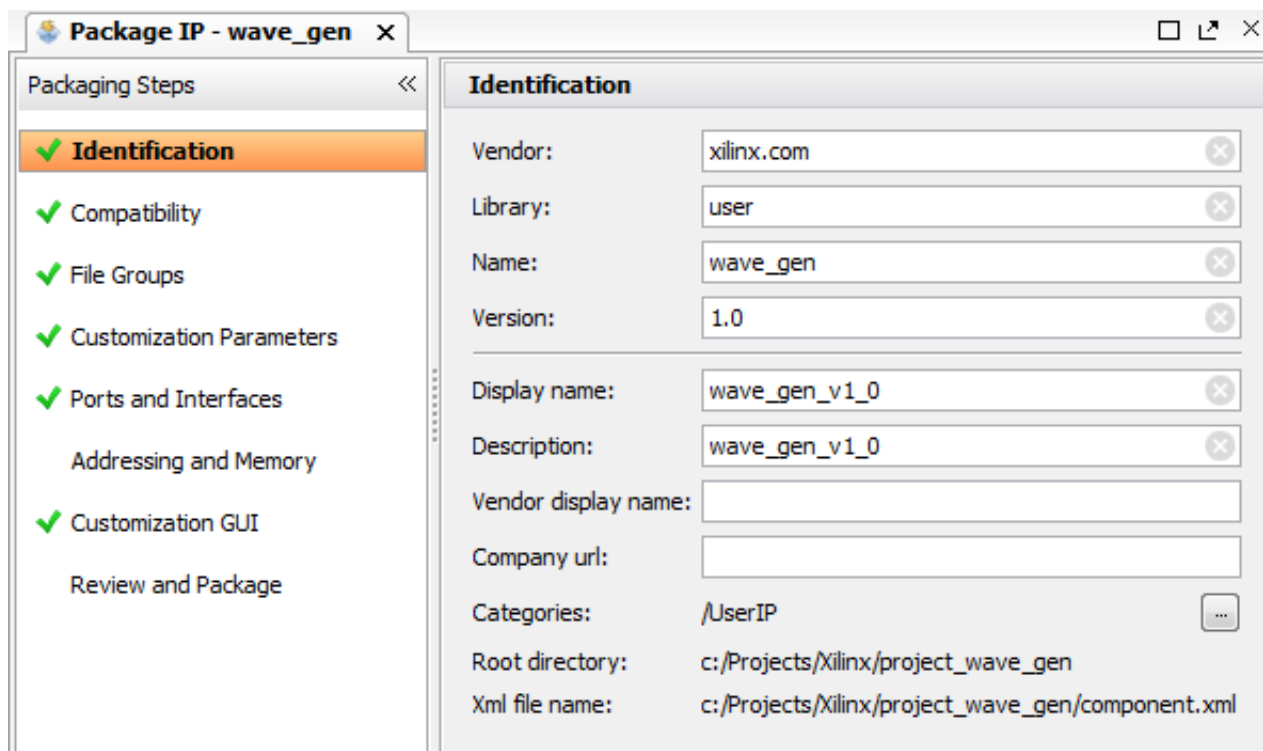 Package IP - wave_gen
Packaging Steps
Identification
Compatibility
File Groups
Customization Parameters
Ports and Interfaces
Addressing and Memory
Customization GUI
Review and Package
Identification
Vendor: xilinx.com
Library: user
Name: wave_gen
Version: 1.0
Display name: wave_gen_v1_0
Description: wave_gen_v1_0
Vendor display name:
Company url:
Categories: /UserIP ...
Root directory: c:/Projects/Xilinx/project_wave_gen
Xml file name: c:/Projects/Xilinx/project_wave_gen/component.xml